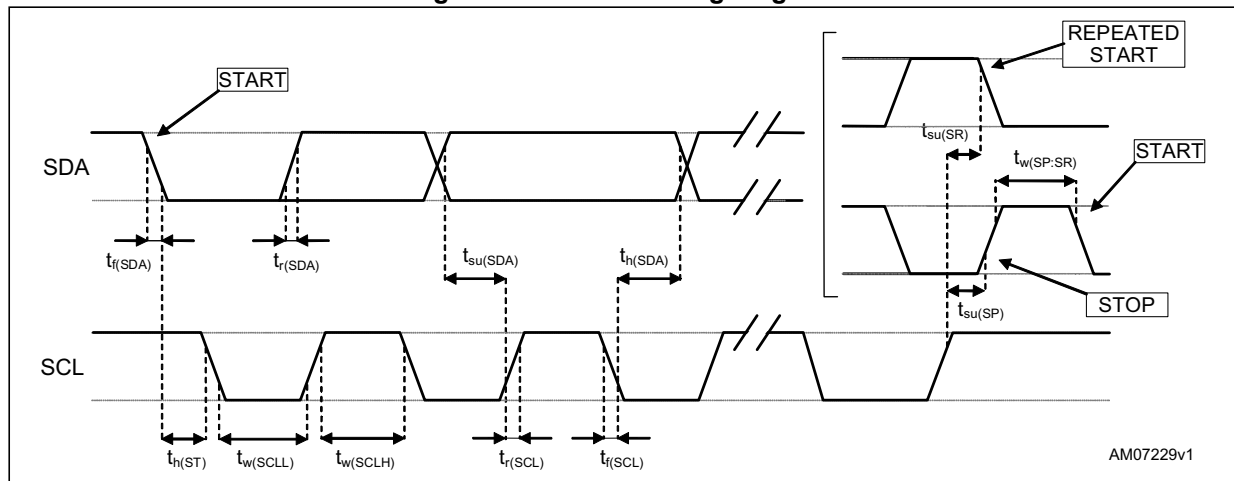 REPEATED
START
START
t_su(SR)
t_w(SP:SR)
START
SDA
t_f(SDA)
t_r(SDA)
t_su(SDA)
t_h(SDA)
t_su(SP)
STOP
SCL
t_h(ST)
t_w(SCLL)
t_w(SCLH)
t_r(SCL)
t_f(SCL)
AM07229v1